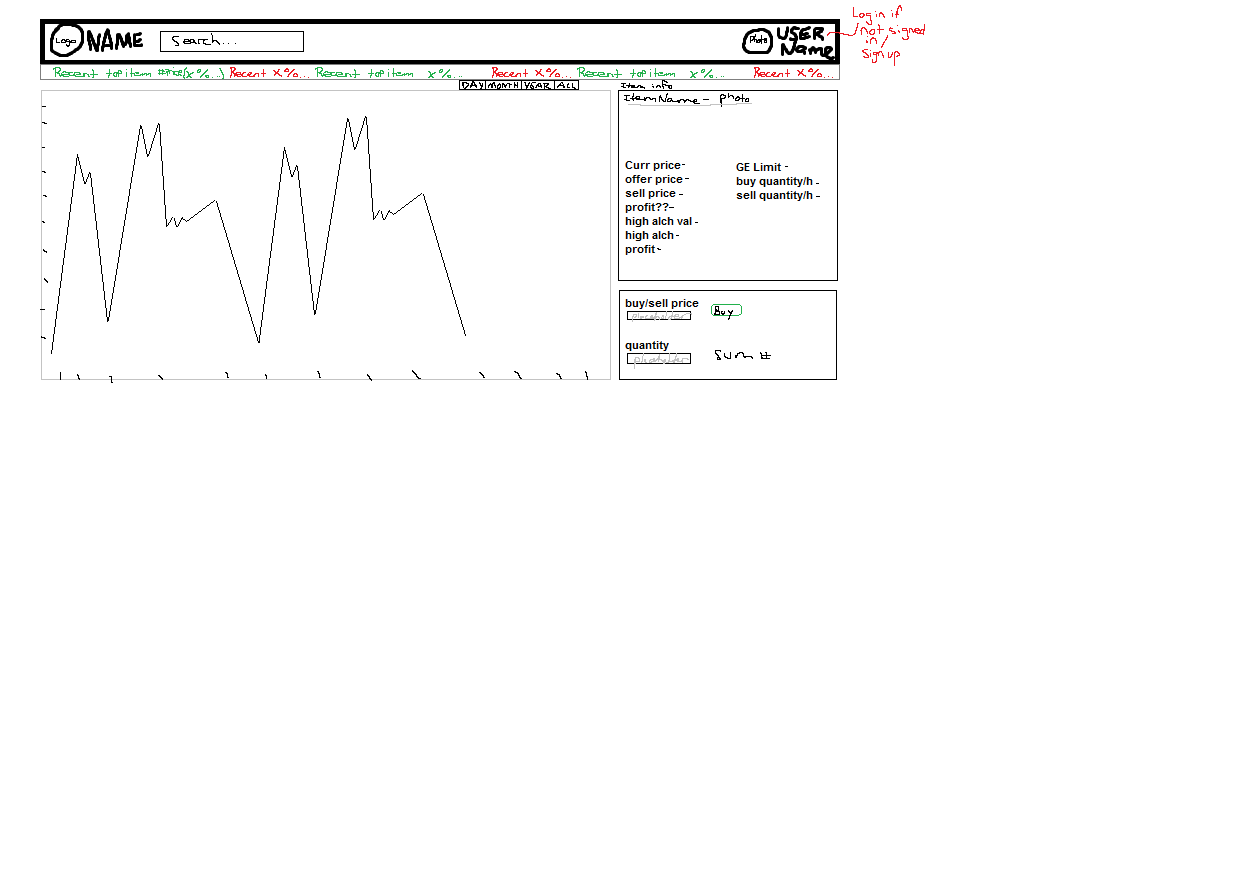 Logo NAME Search... Photo USER Name
Login if
not signed
in/
Sign up
Recent top item #Price(x%...) Recent X%... Recent top item x%... Recent X%... Recent top item x%... Recent X%...
DAY MONTH YEAR ALL
Item info
Item Name - photo
Curr price-
offer price-
sell price -
profit??-
high alch val -
high alch-
profit-
GE Limit -
buy quantity/h -
sell quantity/h -
buy/sell price
placeholder
Buy
quantity
placeholder
Sum #